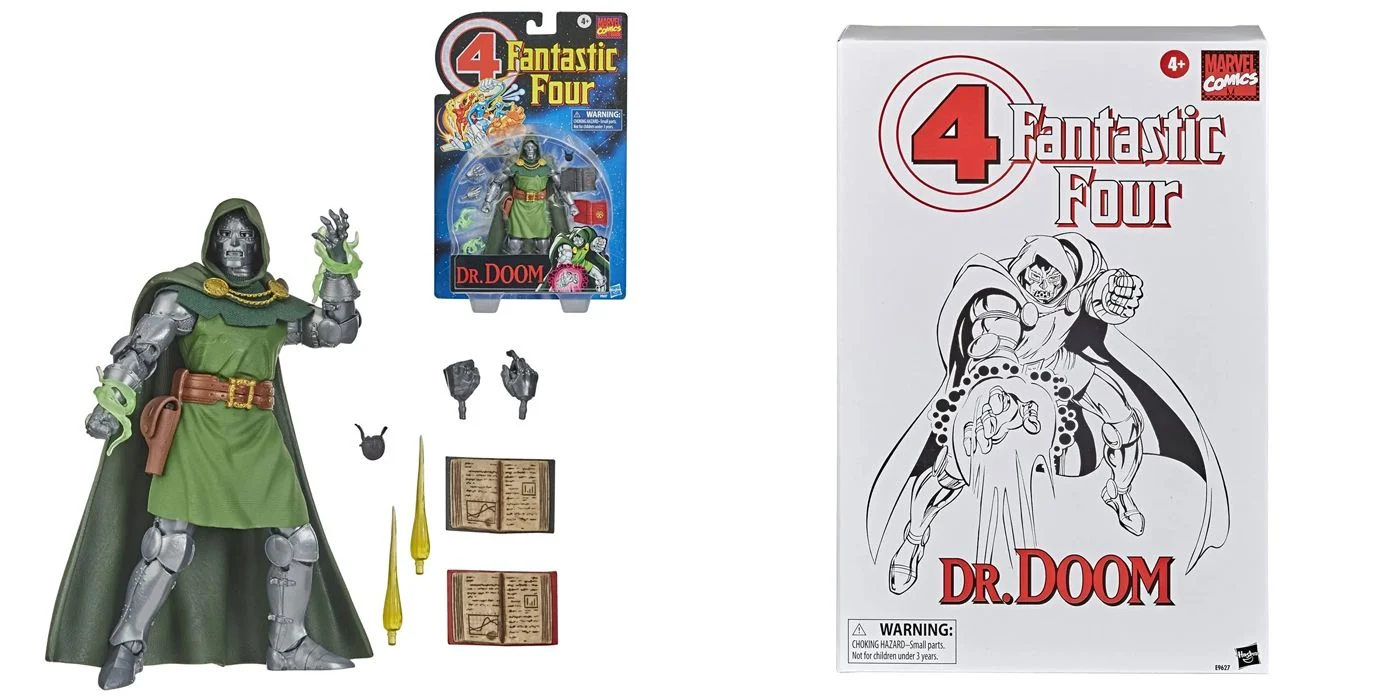 4
Fantastic
Four
4+
MARVEL
COMICS
WARNING:
CHOKING HAZARD–Small parts.
Not for children under 3 years.
DR. DOOM
Hasbro
4
Fantastic
Four
4+
MARVEL
COMICS
DR. DOOM
WARNING:
CHOKING HAZARD–Small parts.
Not for children under 3 years.
E9627
Hasbro